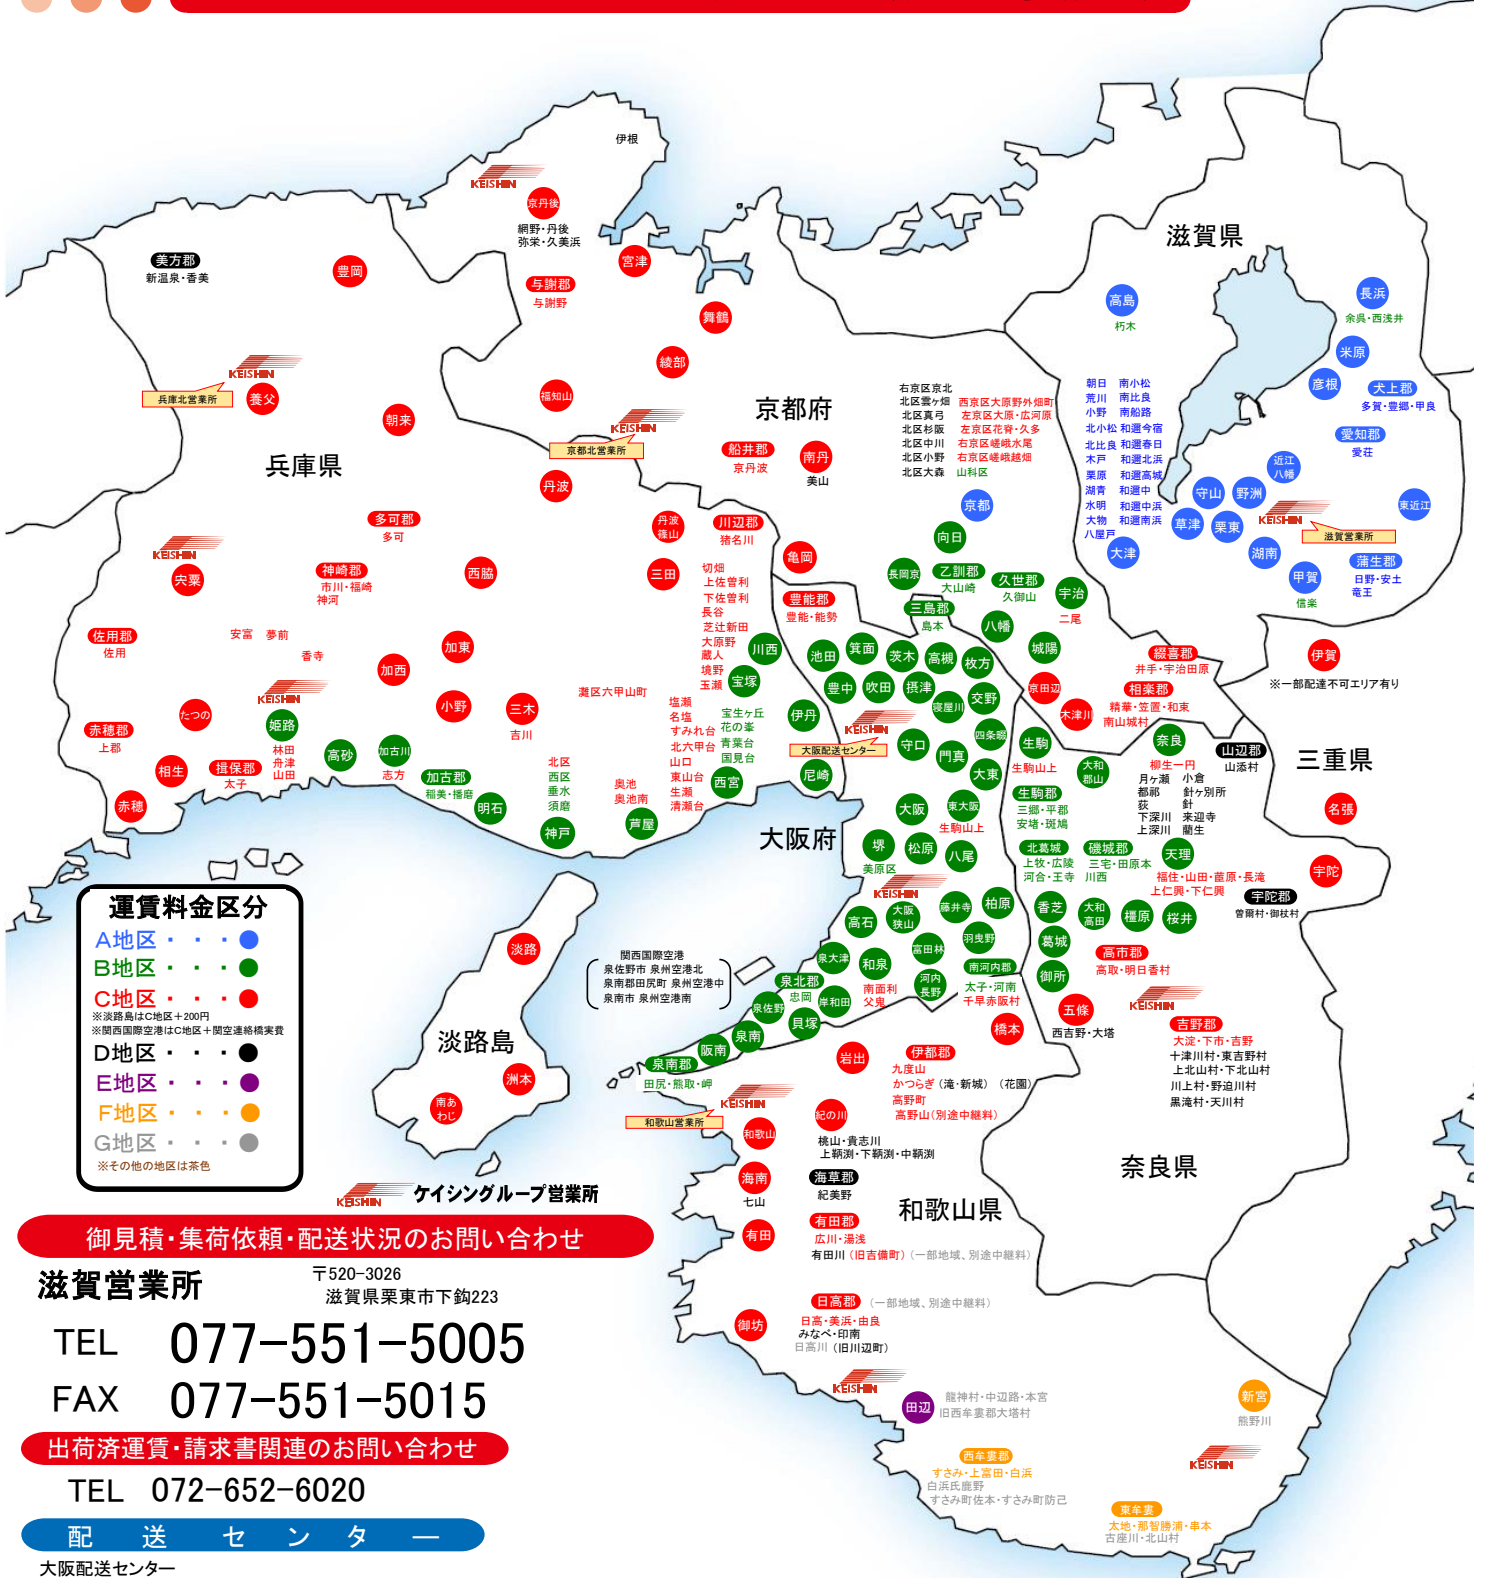 伊根
KEISHIN
京丹後
網野・丹後
弥栄・久美浜
宮津
与謝郡
与謝野
舞鶴
綾部
福知山
美方郡
新温泉・香美
豊岡
KEISHIN
兵庫北営業所
養父
朝来
兵庫県
KEISHIN
京都北営業所
京都府
船井郡
京丹波
南丹
美山
右京区京北
北区雲ヶ畑
北区真弓
北区杉阪
北区中川
北区小野
北区大森
西京区大原野外畑町
左京区大原・広河原
左京区花脊・久多
右京区嵯峨水尾
右京区嵯峨越畑
山科区
京都
滋賀県
高島
朽木
長浜
余呉・西浅井
米原
彦根
犬上郡
多賀・豊郷・甲良
愛知郡
愛荘
朝日
荒川
小野
北小松
北比良
木戸
栗原
湖青
水明
大物
八屋戸
南小松
南比良
南船路
和邇今宿
和邇春日
和邇北浜
和邇高城
和邇中
和邇中浜
和邇南浜
大津
近江
八幡
守山
野洲
草津
栗東
KEISHIN
滋賀営業所
東近江
湖南
甲賀
信楽
蒲生郡
日野・安土
竜王
丹波
丹波
篠山
川辺郡
猪名川
多可郡
多可
KEISHIN
宍粟
神崎郡
市川・福崎
神河
西脇
三田
切畑
上佐曽利
下佐曽利
長谷
芝辻新田
大原野
蔵人
境野
玉瀬
亀岡
豊能郡
豊能・能勢
向日
長岡京
乙訓郡
大山崎
久世郡
久御山
宇治
二尾
三島郡
島本
八幡
城陽
佐用郡
佐用
安富
夢前
香寺
加東
加西
川西
宝塚
池田
箕面
茨木
高槻
枚方
豊中
吹田
摂津
寝屋川
交野
京田辺
木津川
綴喜郡
井手・宇治田原
相楽郡
精華・笠置・和束
南山城村
伊賀
※一部配達不可エリア有り
三重県
赤穂郡
上郡
たつの
KEISHIN
姫路
林田
舟津
山田
小野
三木
吉川
灘区六甲山町
塩瀬
名塩
すみれ台
北六甲台
山口
東山台
生瀬
清瀬台
宝生ヶ丘
花の峯
青葉台
国見台
西宮
伊丹
KEISHIN
大阪配送センター
尼崎
守口
門真
四条畷
大東
生駒
生駒山上
大和
郡山
奈良
柳生一円
月ヶ瀬
都祁
荻
下深川
上深川
小倉
針ヶ別所
針
来迎寺
藺生
山辺郡
山添村
相生
揖保郡
太子
高砂
加古川
志方
加古郡
稲美・播磨
明石
北区
西区
垂水
須磨
神戸
奥池
奥池南
芦屋
赤穂
大阪府
大阪
東大阪
生駒山上
生駒郡
三郷・平郡
安堵・斑鳩
名張
堺
美原区
松原
八尾
北葛城
上牧・広陵
河合・王寺
磯城郡
三宅・田原本
川西
天理
福住・山田・苣原・長滝
上仁興・下仁興
宇陀
宇陀郡
曽爾村・御杖村
KEISHIN
高石
大阪
狭山
藤井寺
柏原
羽曳野
香芝
大和
高田
橿原
桜井
葛城
高市郡
高取・明日香村
御所
運賃料金区分
A地区・・・●
B地区・・・●
C地区・・・●
※淡路島はC地区＋200円
※関西国際空港はC地区＋関空連絡橋実費
D地区・・・●
E地区・・・●
F地区・・・●
G地区・・・●
※その他の地区は茶色
淡路
淡路島
洲本
南あ
わじ
関西国際空港
泉佐野市 泉州空港北
泉南郡田尻町 泉州空港中
泉南市 泉州空港南
泉大津
和泉
富田林
河内
長野
南河内郡
太子・河南
千早赤阪村
南面利
父鬼
泉北郡
忠岡
岸和田
泉佐野
貝塚
泉南
阪南
泉南郡
田尻・熊取・岬
橋本
五條
西吉野・大塔
KEISHIN
吉野郡
大淀・下市・吉野
十津川村・東吉野村
上北山村・下北山村
川上村・野迫川村
黒滝村・天川村
奈良県
岩出
伊都郡
九度山
かつらぎ（滝・新城）（花園）
高野町
高野山（別途中継料）
KEISHIN
和歌山営業所
和歌山
紀の川
桃山・貴志川
上鞆渕・下鞆渕・中鞆渕
海南
七山
海草郡
紀美野
和歌山県
有田
有田郡
広川・湯浅
有田川（旧吉備町）（一部地域、別途中継料）
日高郡（一部地域、別途中継料）
日高・美浜・由良
みなべ・印南
日高川（旧川辺町）
御坊
KEISHIN
田辺
龍神村・中辺路・本宮
旧西牟婁郡大塔村
西牟婁郡
すさみ・上富田・白浜
白浜氏鹿野
すさみ町佐本・すさみ町防己
新宮
熊野川
KEISHIN
東牟婁
太地・那智勝浦・串本
古座川・北山村
KEISHIN ケイシングループ営業所
御見積・集荷依頼・配送状況のお問い合わせ
滋賀営業所
〒520-3026
滋賀県栗東市下鈎223
TEL 077-551-5005
FAX 077-551-5015
出荷済運賃・請求書関連のお問い合わせ
TEL 072-652-6020
配送センター
大阪配送センター